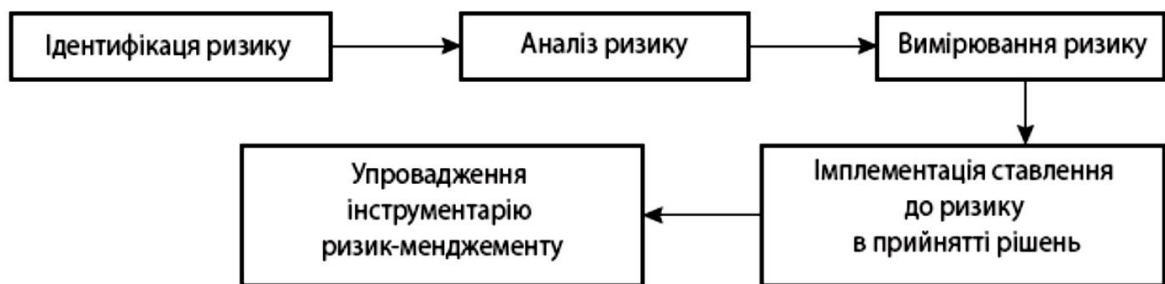 Ідентифікаця ризику
Аналіз ризику
Вимірювання ризику
Імплементація ставлення
до ризику
в прийнятті рішень
Упровадження
інструментарію
ризик-менджементу